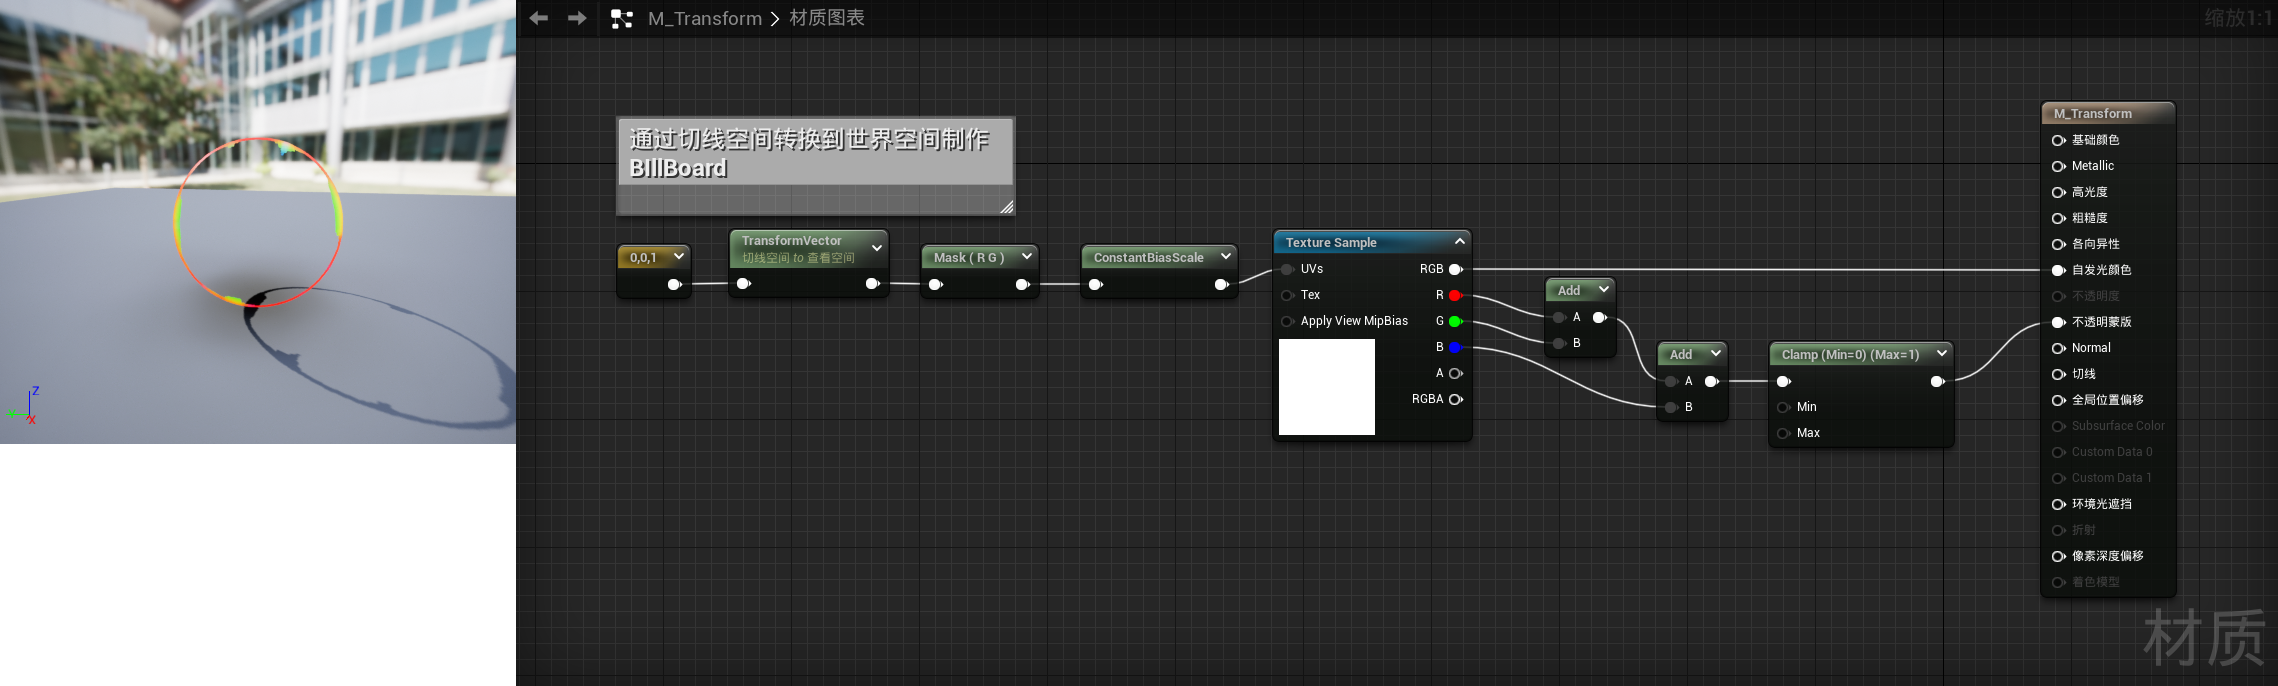 M_Transform > 材质图表
缩放1:1
通过切线空间转换到世界空间制作
BIllBoard
0,0,1
TransformVector
切线空间 to 查看空间
Mask ( R G )
ConstantBiasScale
Texture Sample
UVs
RGB
Tex
R
Apply View MipBias
G
B
A
RGBA
Add
A
B
Add
A
B
Clamp (Min=0) (Max=1)
Min
Max
M_Transform
基础颜色
Metallic
高光度
粗糙度
各向异性
自发光颜色
不透明度
不透明蒙版
Normal
切线
全局位置偏移
Subsurface Color
Custom Data 0
Custom Data 1
环境光遮挡
折射
像素深度偏移
着色模型
材质
Z
X